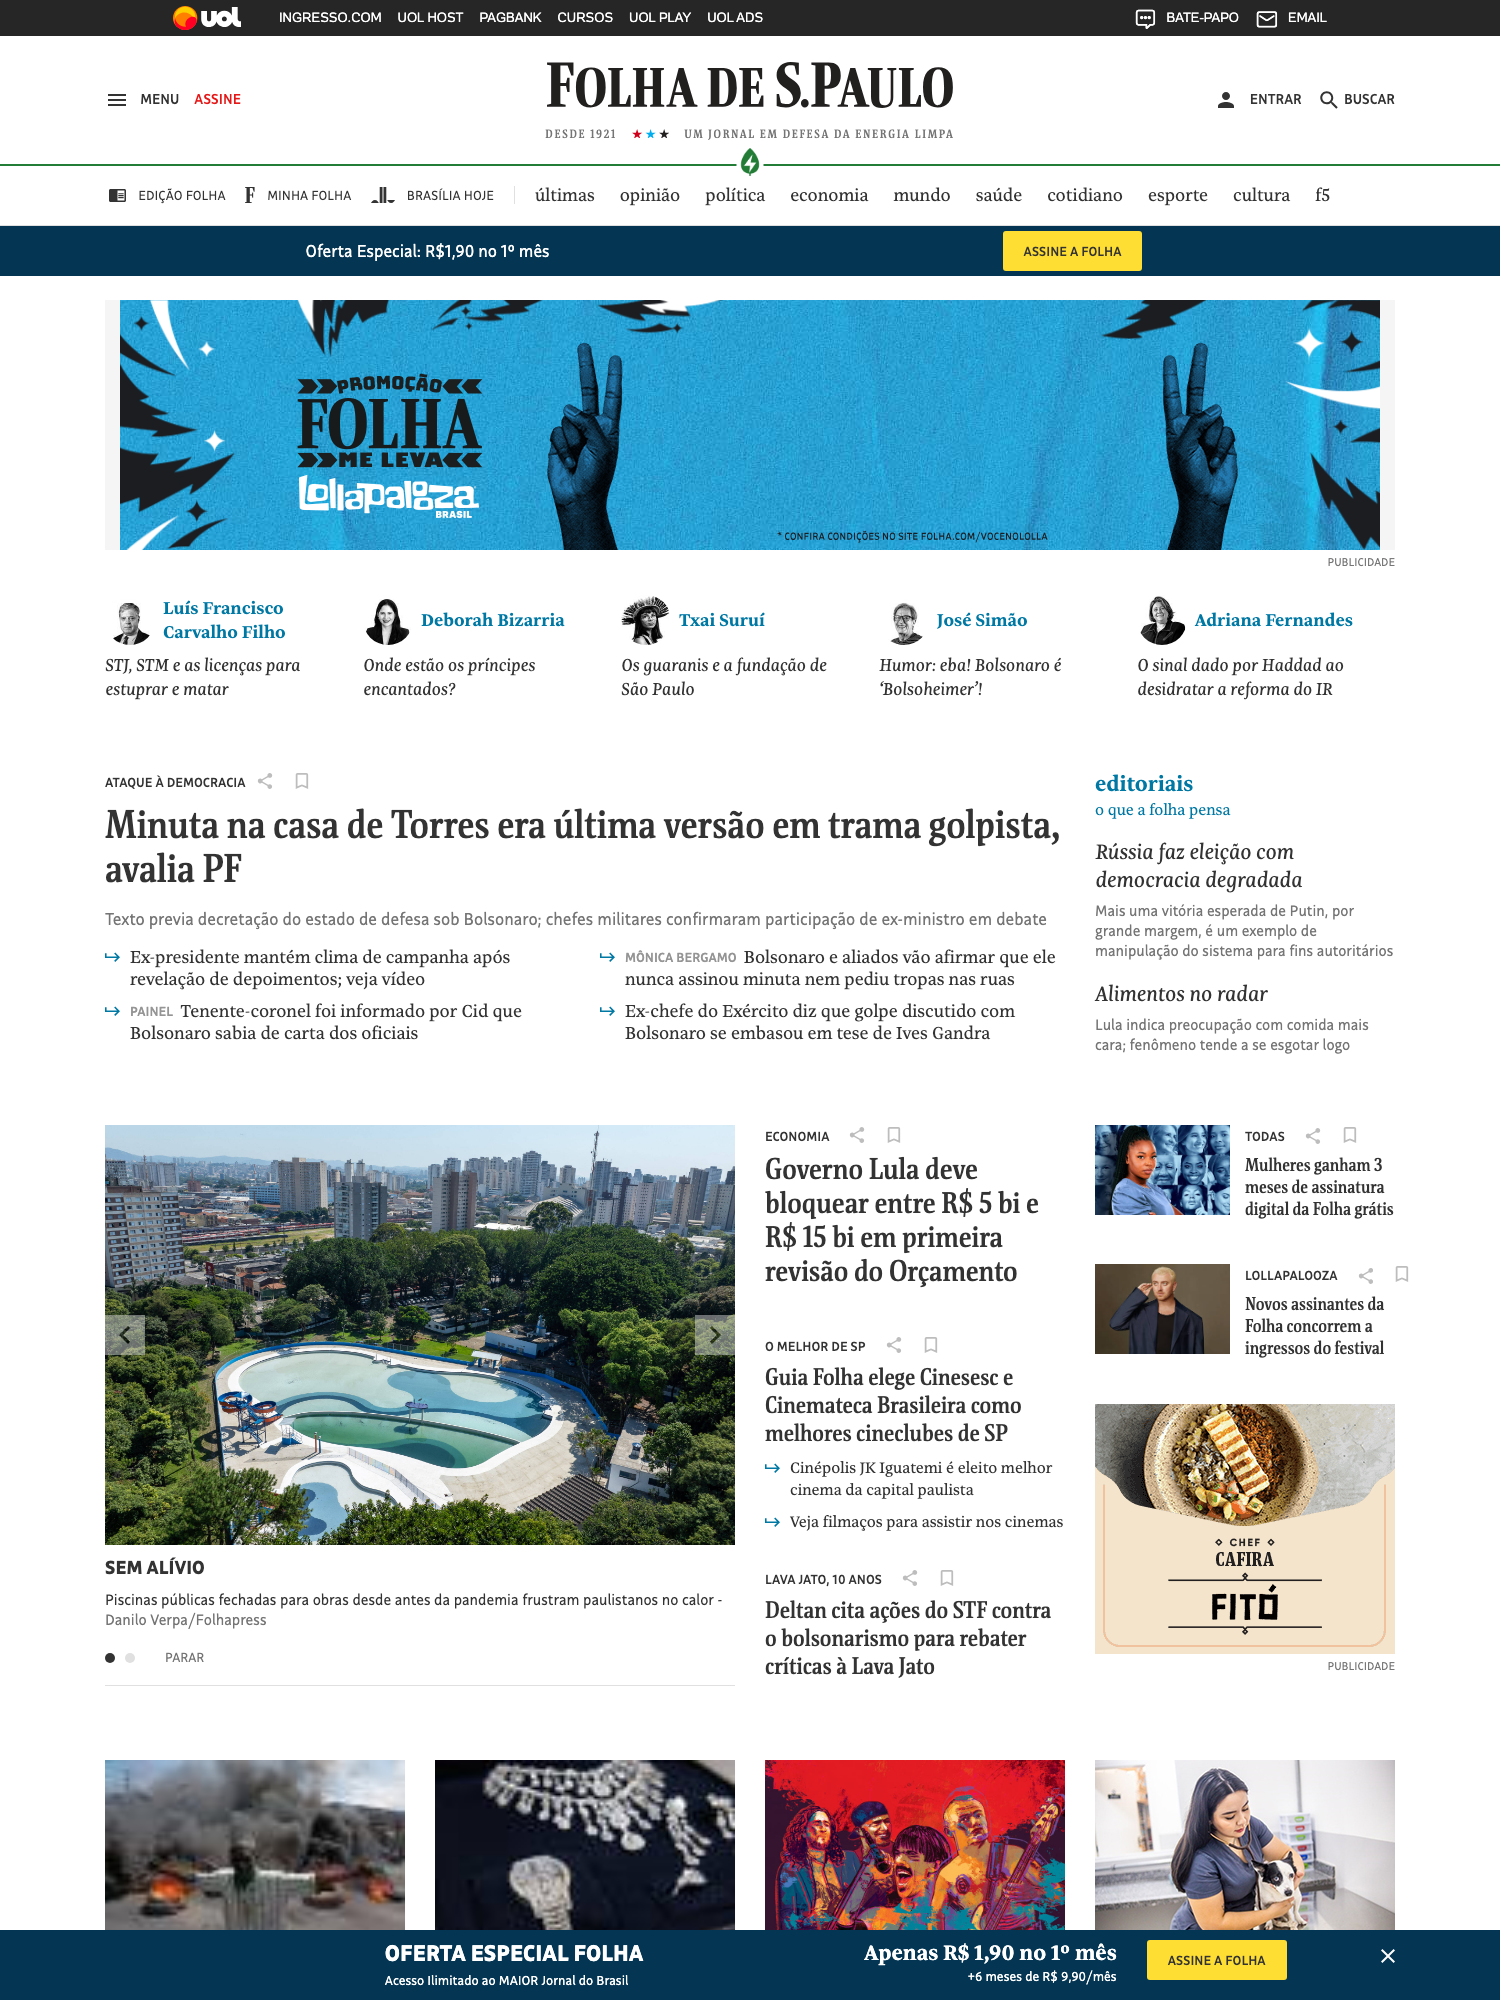 uol INGRESSO.COM UOL HOST PAGBANK CURSOS UOL PLAY UOL ADS BATE-PAPO EMAIL
MENU ASSINE FOLHA DE S.PAULO ENTRAR BUSCAR
DESDE 1921 ★★★ UM JORNAL EM DEFESA DA ENERGIA LIMPA
EDIÇÃO FOLHA F MINHA FOLHA BRASÍLIA HOJE últimas opinião política economia mundo saúde cotidiano esporte cultura f5
Oferta Especial: R$1,90 no 1º mês ASSINE A FOLHA
PROMOÇÃO
FOLHA
ME LEVA
Lollapalooza
BRASIL
* CONFIRA CONDIÇÕES NO SITE FOLHA.COM/VOCENOLOLLA
PUBLICIDADE
Luís Francisco
Carvalho Filho
STJ, STM e as licenças para
estuprar e matar
Deborah Bizarria
Onde estão os príncipes
encantados?
Txai Suruí
Os guaranis e a fundação de
São Paulo
José Simão
Humor: eba! Bolsonaro é
‘Bolsoheimer’!
Adriana Fernandes
O sinal dado por Haddad ao
desidratar a reforma do IR
ATAQUE À DEMOCRACIA
Minuta na casa de Torres era última versão em trama golpista,
avalia PF
Texto previa decretação do estado de defesa sob Bolsonaro; chefes militares confirmaram participação de ex-ministro em debate
Ex-presidente mantém clima de campanha após
revelação de depoimentos; veja vídeo
PAINEL Tenente-coronel foi informado por Cid que
Bolsonaro sabia de carta dos oficiais
MÔNICA BERGAMO Bolsonaro e aliados vão afirmar que ele
nunca assinou minuta nem pediu tropas nas ruas
Ex-chefe do Exército diz que golpe discutido com
Bolsonaro se embasou em tese de Ives Gandra
editoriais
o que a folha pensa
Rússia faz eleição com
democracia degradada
Mais uma vitória esperada de Putin, por
grande margem, é um exemplo de
manipulação do sistema para fins autoritários
Alimentos no radar
Lula indica preocupação com comida mais
cara; fenômeno tende a se esgotar logo
SEM ALÍVIO
Piscinas públicas fechadas para obras desde antes da pandemia frustram paulistanos no calor -
Danilo Verpa/Folhapress
PARAR
ECONOMIA
Governo Lula deve
bloquear entre R$ 5 bi e
R$ 15 bi em primeira
revisão do Orçamento
O MELHOR DE SP
Guia Folha elege Cinesesc e
Cinemateca Brasileira como
melhores cineclubes de SP
Cinépolis JK Iguatemi é eleito melhor
cinema da capital paulista
Veja filmaços para assistir nos cinemas
LAVA JATO, 10 ANOS
Deltan cita ações do STF contra
o bolsonarismo para rebater
críticas à Lava Jato
TODAS
Mulheres ganham 3
meses de assinatura
digital da Folha grátis
LOLLAPALOOZA
Novos assinantes da
Folha concorrem a
ingressos do festival
CHEF
CAFIRA
FITÓ
PUBLICIDADE
OFERTA ESPECIAL FOLHA
Acesso Ilimitado ao MAIOR Jornal do Brasil
Apenas R$ 1,90 no 1º mês
+6 meses de R$ 9,90/mês
ASSINE A FOLHA